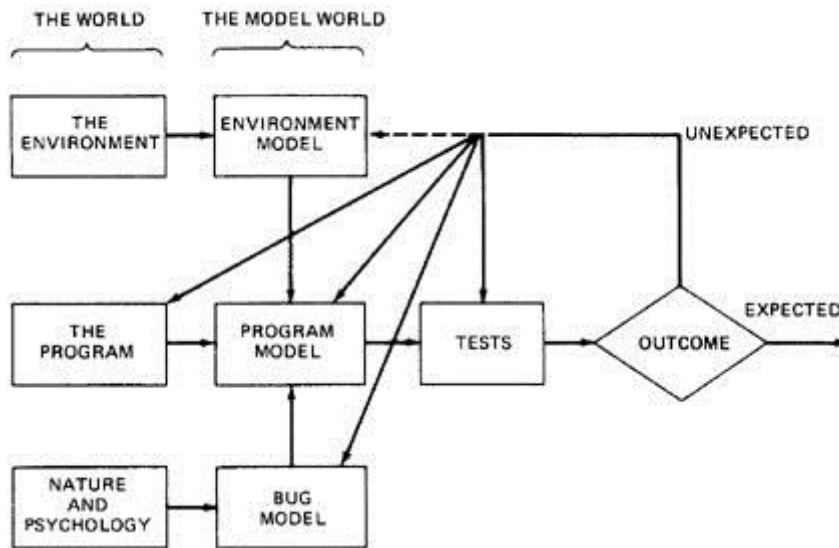 THE WORLD
THE MODEL WORLD
THE
ENVIRONMENT
ENVIRONMENT
MODEL
UNEXPECTED
THE
PROGRAM
PROGRAM
MODEL
TESTS
OUTCOME
EXPECTED
NATURE
AND
PSYCHOLOGY
BUG
MODEL